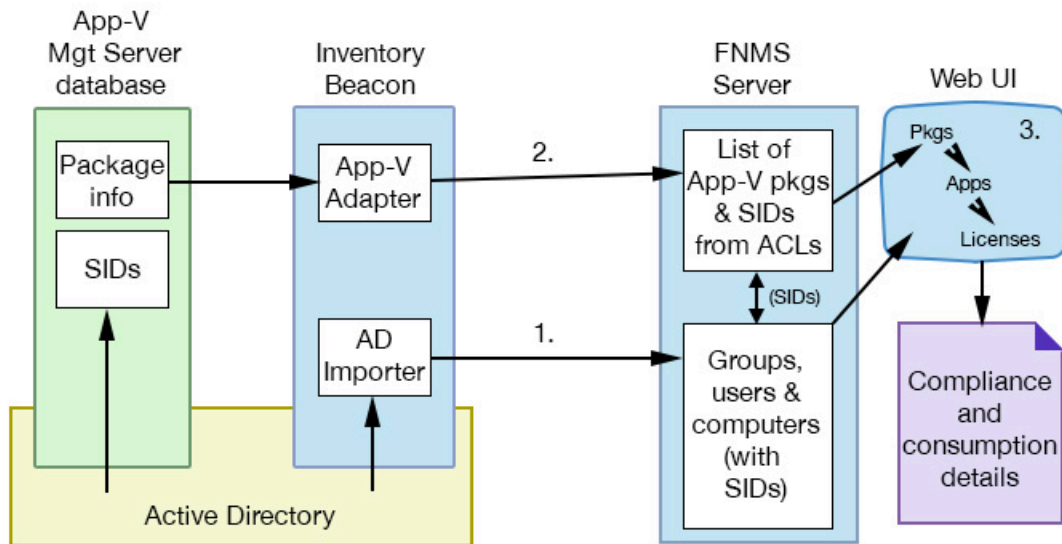 App-V
Mgt Server
database
Inventory
Beacon
FNMS
Server
Web UI
Package
info
SIDs
App-V
Adapter
AD
Importer
2.
1.
List of
App-V pkgs
& SIDs
from ACLs
(SIDs)
Groups,
users &
computers
(with
SIDs)
3.
Pkgs
Apps
Licenses
Compliance
and
consumption
details
Active Directory